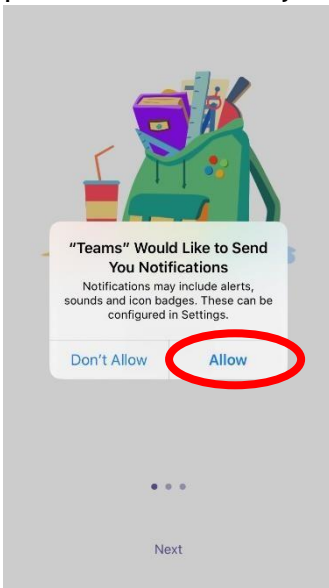 “Teams” Would Like to Send
You Notifications
Notifications may include alerts,
sounds and icon badges. These can be
configured in Settings.
Don’t Allow
Allow
Next